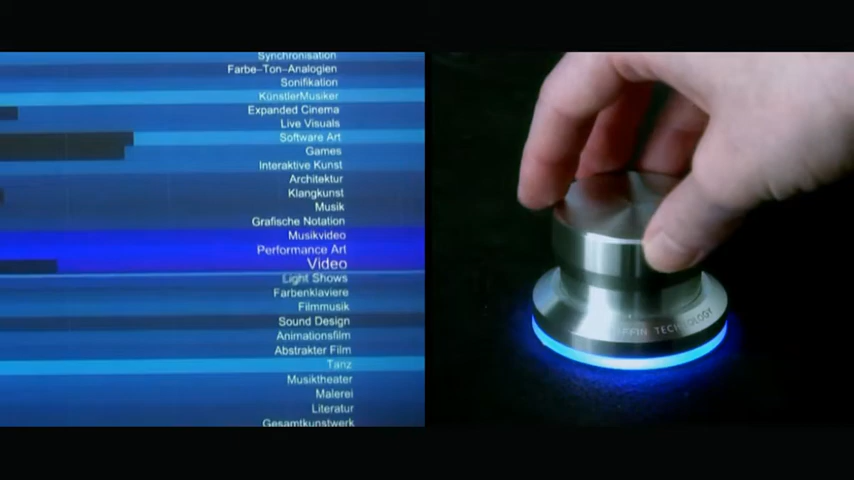 Synchronisation
Farbe–Ton–Analogien
Sonifikation
KünstlerMusiker
Expanded Cinema
Live Visuals
Software Art
Games
Interaktive Kunst
Architektur
Klangkunst
Musik
Grafische Notation
Musikvideo
Performance Art
Video
Light Shows
Farbenklaviere
Filmmusik
Sound Design
Animationsfilm
Abstrakter Film
Tanz
Musiktheater
Malerei
Literatur
Gesamtkunstwerk
TECHNOLOGY